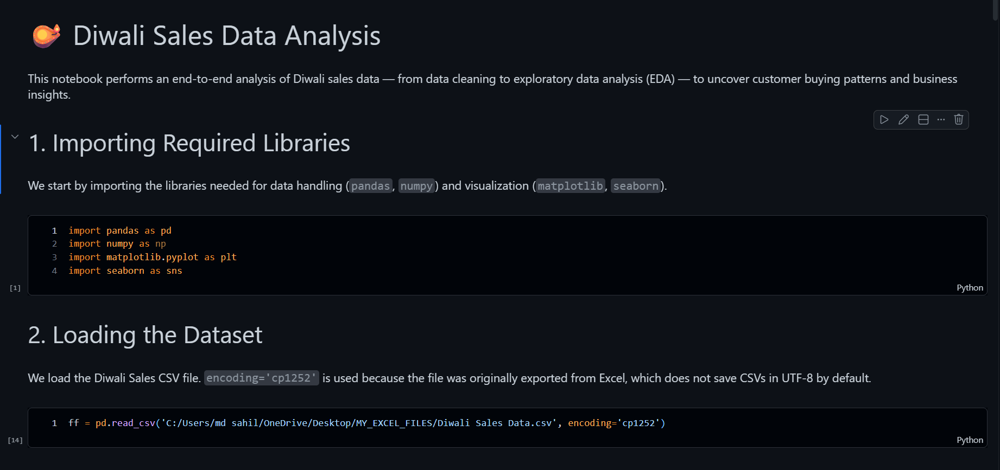 Diwali Sales Data Analysis
This notebook performs an end-to-end analysis of Diwali sales data — from data cleaning to exploratory data analysis (EDA) — to uncover customer buying patterns and business
insights.
1. Importing Required Libraries
We start by importing the libraries needed for data handling (pandas, numpy) and visualization (matplotlib, seaborn).
1 import pandas as pd
2 import numpy as np
3 import matplotlib.pyplot as plt
4 import seaborn as sns
[1]
Python
2. Loading the Dataset
We load the Diwali Sales CSV file. encoding='cp1252' is used because the file was originally exported from Excel, which does not save CSVs in UTF-8 by default.
1 ff = pd.read_csv('C:/Users/md sahil/OneDrive/Desktop/MY_EXCEL_FILES/Diwali Sales Data.csv', encoding='cp1252')
[14]
Python